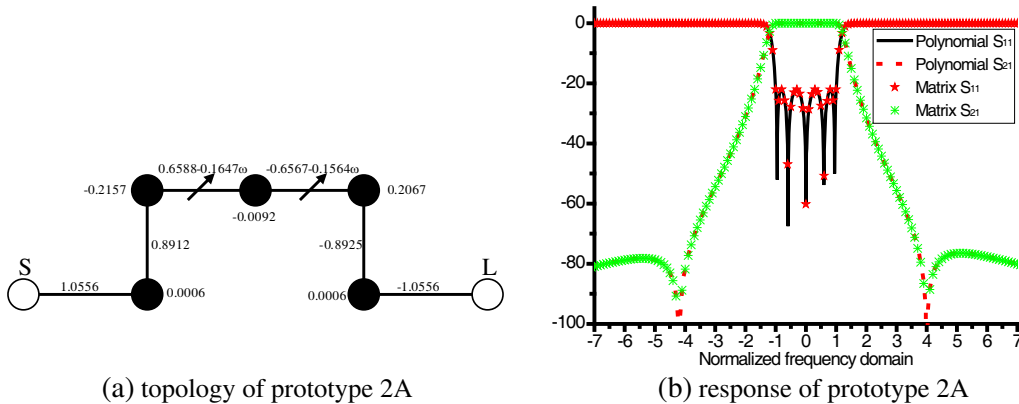 0.6588-0.1647ω
-0.6567-0.1564ω
-0.2157
0.2067
-0.0092
0.8912
-0.8925
S
L
1.0556
0.0006
0.0006
-1.0556
(a) topology of prototype 2A
0
-20
-40
-60
-80
-100
Polynomial S11
Polynomial S21
Matrix S11
Matrix S21
-7 -6 -5 -4 -3 -2 -1 0 1 2 3 4 5 6 7
Normalized frequency domain
(b) response of prototype 2A